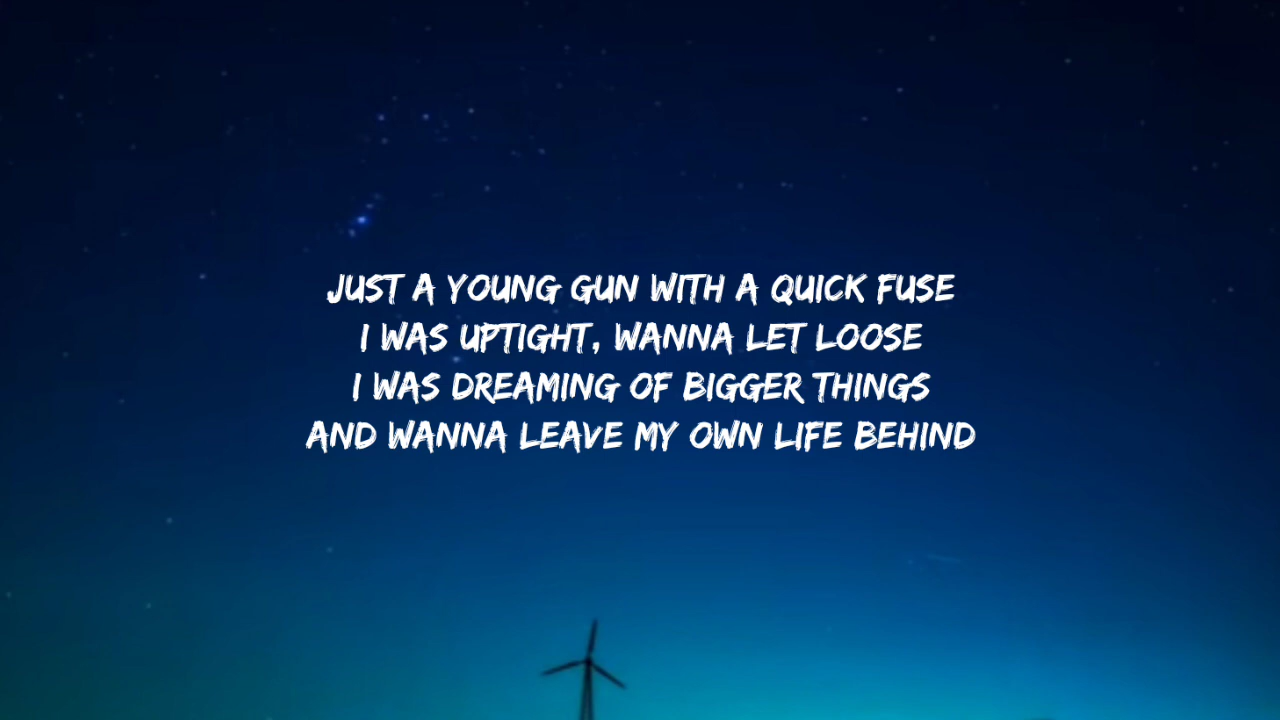 JUST A YOUNG GUN WITH A QUICK FUSE
I WAS UPTIGHT, WANNA LET LOOSE
I WAS DREAMING OF BIGGER THINGS
AND WANNA LEAVE MY OWN LIFE BEHIND